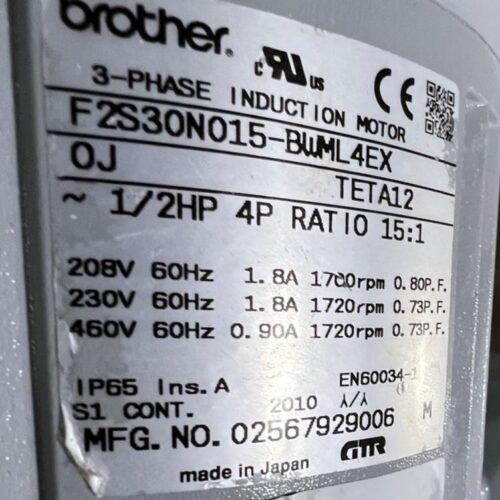 brother.
c RU us CE
3-PHASE INDUCTION MOTOR
F2S30N015-BWML4EX
0J TETA12
~ 1/2HP 4P RATIO 15:1
208V 60Hz 1.8A 1700rpm 0.80P.F.
230V 60Hz 1.8A 1720rpm 0.73P.F.
460V 60Hz 0.90A 1720rpm 0.73P.F.
IP65 Ins.A EN60034-1
S1 CONT. 2010 ⅄/⅄ M
MFG.NO. 02567929006 GTR
made in Japan